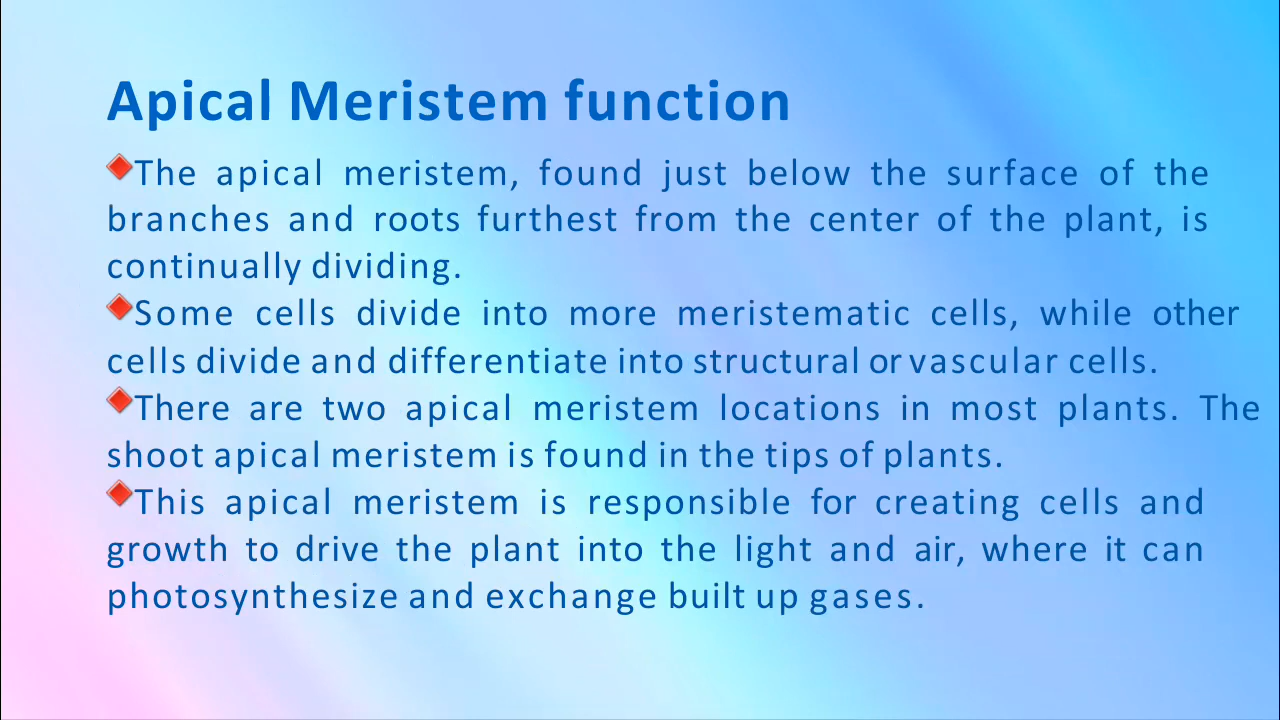 Apical Meristem function
The apical meristem, found just below the surface of the
branches and roots furthest from the center of the plant, is
continually dividing.
Some cells divide into more meristematic cells, while other
cells divide and differentiate into structural or vascular cells.
There are two apical meristem locations in most plants. The
shoot apical meristem is found in the tips of plants.
This apical meristem is responsible for creating cells and
growth to drive the plant into the light and air, where it can
photosynthesize and exchange built up gases.